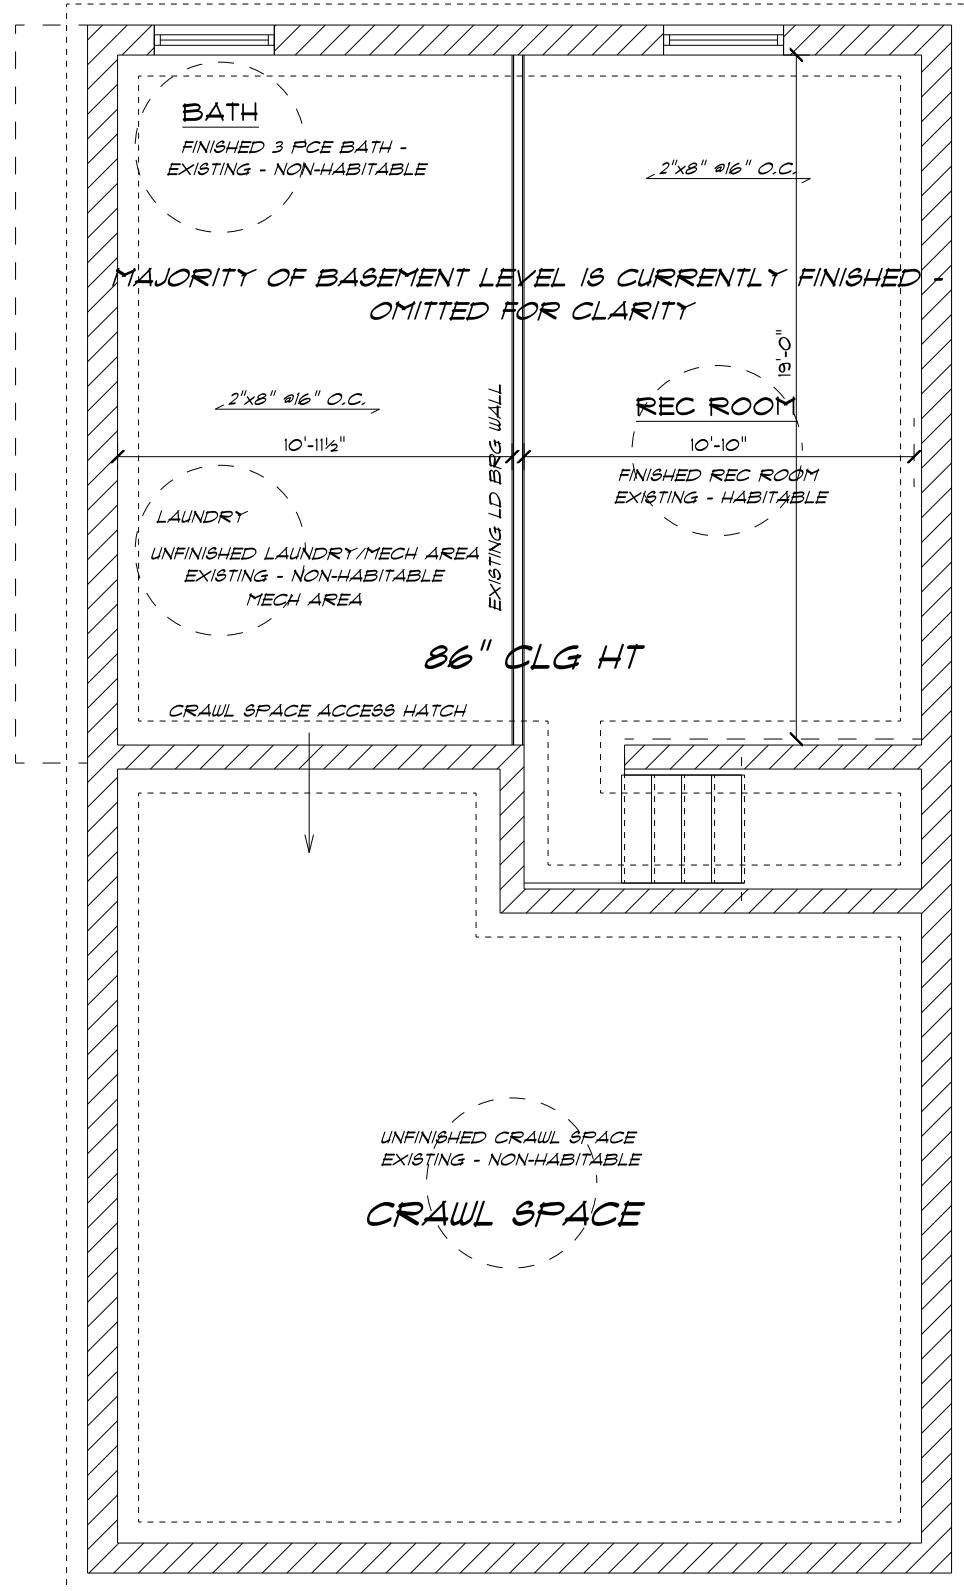 BATH
FINISHED 3 PCE BATH -
EXISTING - NON-HABITABLE
2"x8" @16" O.C.
MAJORITY OF BASEMENT LEVEL IS CURRENTLY FINISHED -
OMITTED FOR CLARITY
19'-0"
2"x8" @16" O.C.
REC ROOM
10'-11½"
10'-10"
FINISHED REC ROOM
EXISTING - HABITABLE
EXISTING LD BRG WALL
LAUNDRY
UNFINISHED LAUNDRY/MECH AREA
EXISTING - NON-HABITABLE
MECH AREA
86" CLG HT
CRAWL SPACE ACCESS HATCH
UNFINISHED CRAWL SPACE
EXISTING - NON-HABITABLE
CRAWL SPACE